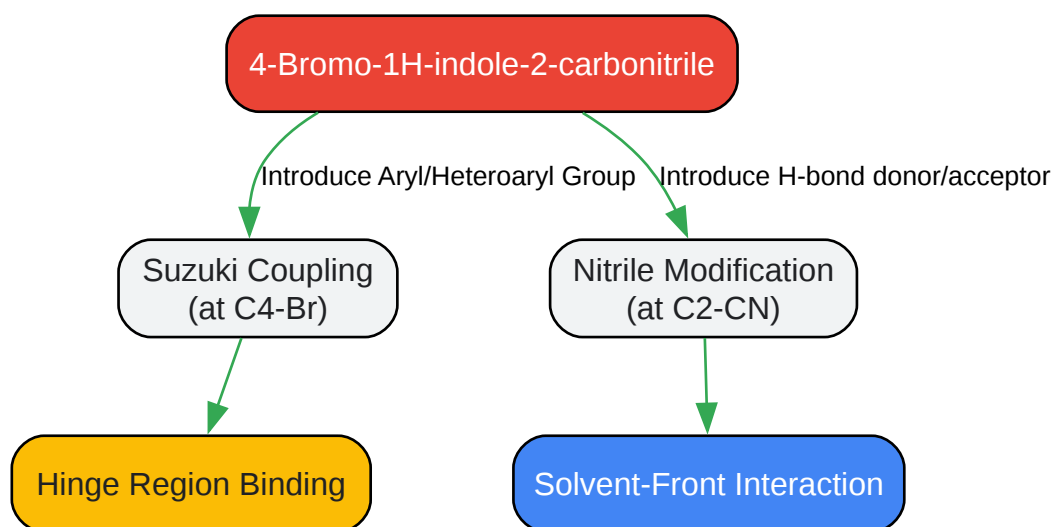 4-Bromo-1H-indole-2-carbonitrile
Introduce Aryl/Heteroaryl Group
Introduce H-bond donor/acceptor
Suzuki Coupling
(at C4-Br)
Nitrile Modification
(at C2-CN)
Hinge Region Binding
Solvent-Front Interaction